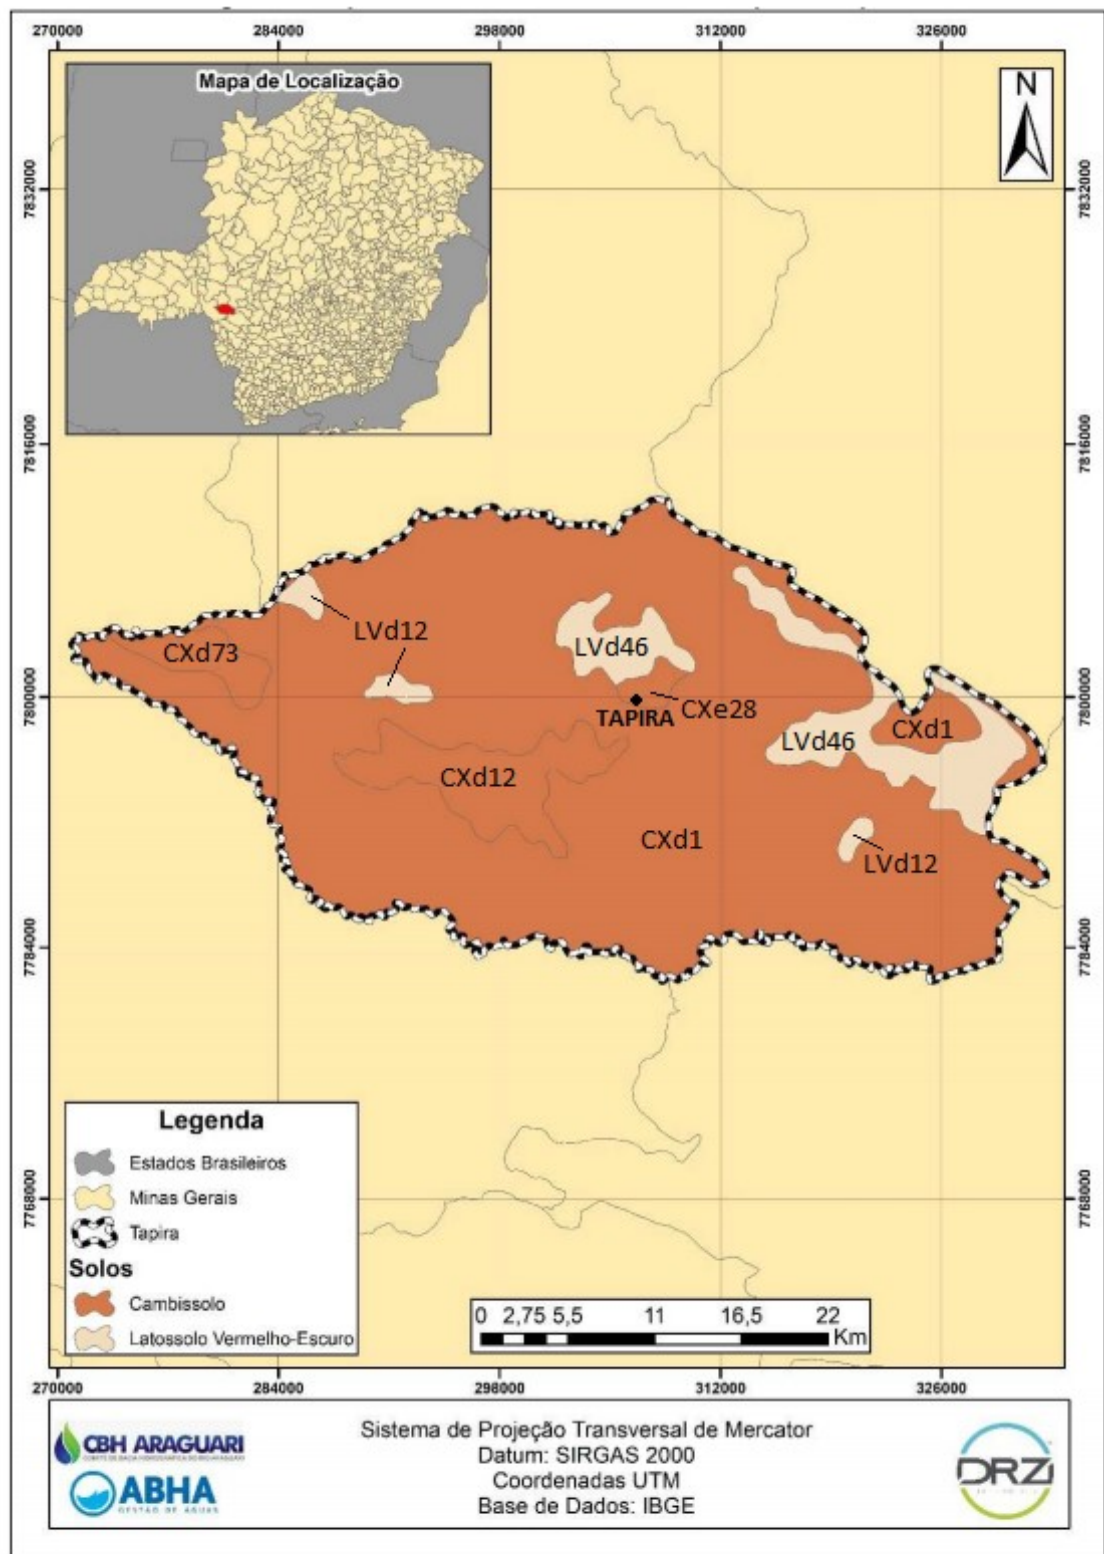 270000 284000 298000 312000 326000
Mapa de Localização
N
7832000 7832000
7816000 7816000
LVd12
CXd73
LVd46
7800000 7800000
CXe28
TAPIRA
LVd46
CXd1
CXd12
CXd1
LVd12
7784000 7784000
Legenda
Estados Brasileiros
Minas Gerais
Tapira
Solos
Cambissolo
Latossolo Vermelho-Escuro
7768000 7768000
0 2,75 5,5 11 16,5 22
Km
270000 284000 298000 312000 326000
CBH ARAGUARI
ABHA
GESTÃO DE ÁGUAS
Sistema de Projeção Transversal de Mercator
Datum: SIRGAS 2000
Coordenadas UTM
Base de Dados: IBGE
DRZ